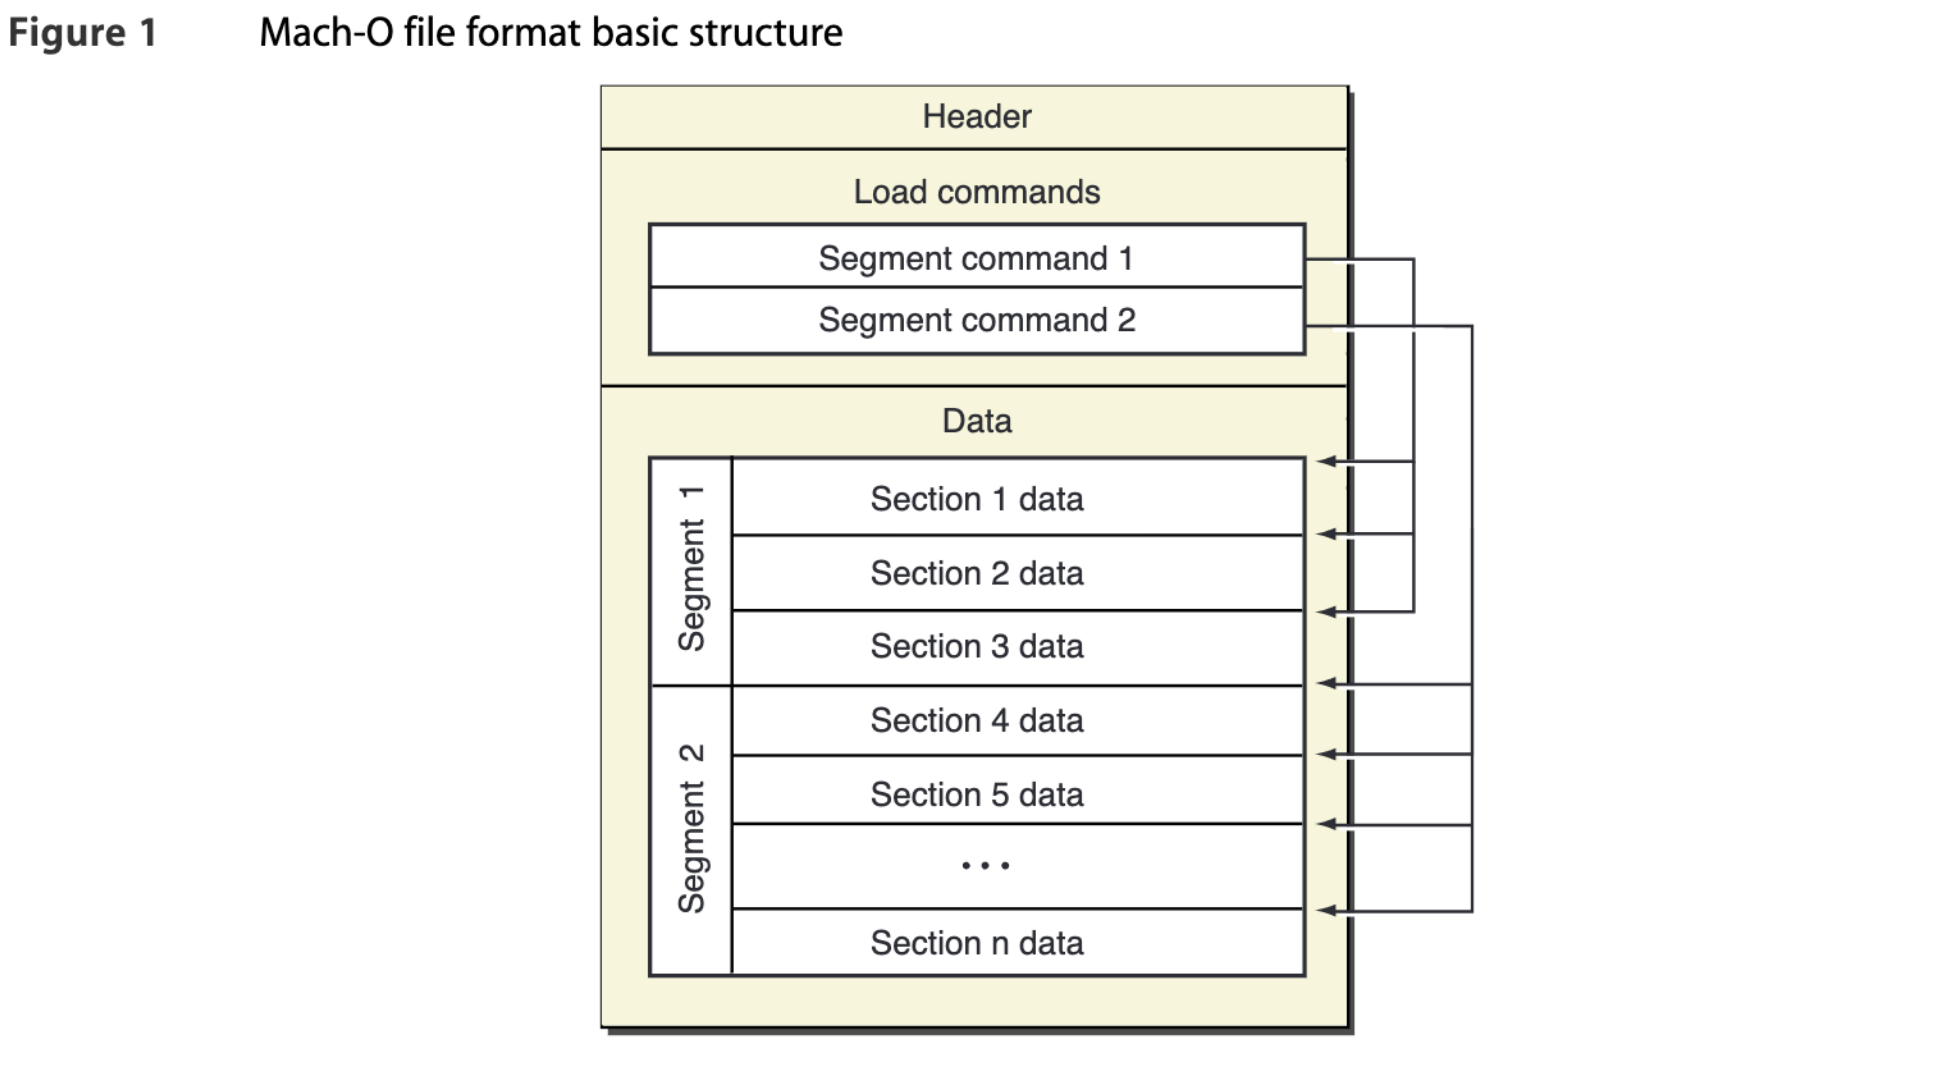 Figure 1 Mach-O file format basic structure
Header
Load commands
Segment command 1
Segment command 2
Data
Segment 1
Section 1 data
Section 2 data
Section 3 data
Segment 2
Section 4 data
Section 5 data
...
Section n data